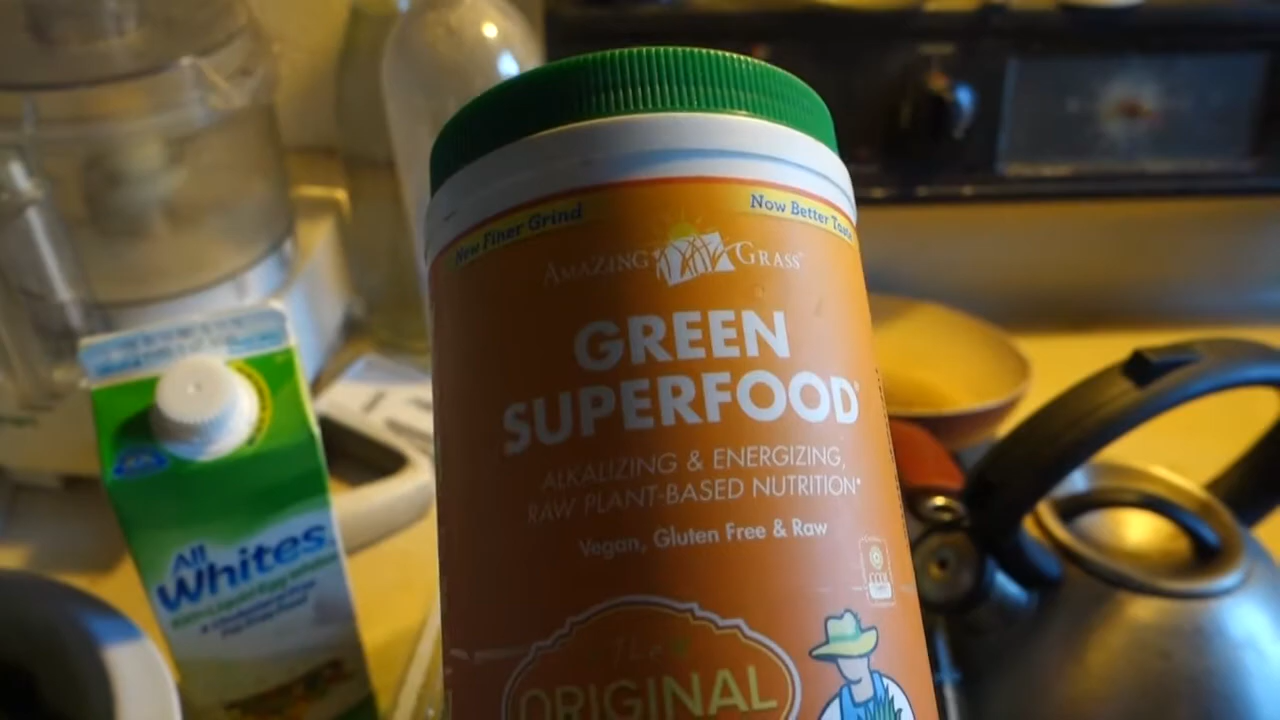 New Finer Grind
Now Better Taste
AMAZING GRASS
GREEN
SUPERFOOD®
ALKALIZING & ENERGIZING,
RAW PLANT-BASED NUTRITION*
Vegan, Gluten Free & Raw
The
ORIGINAL
All
Whites